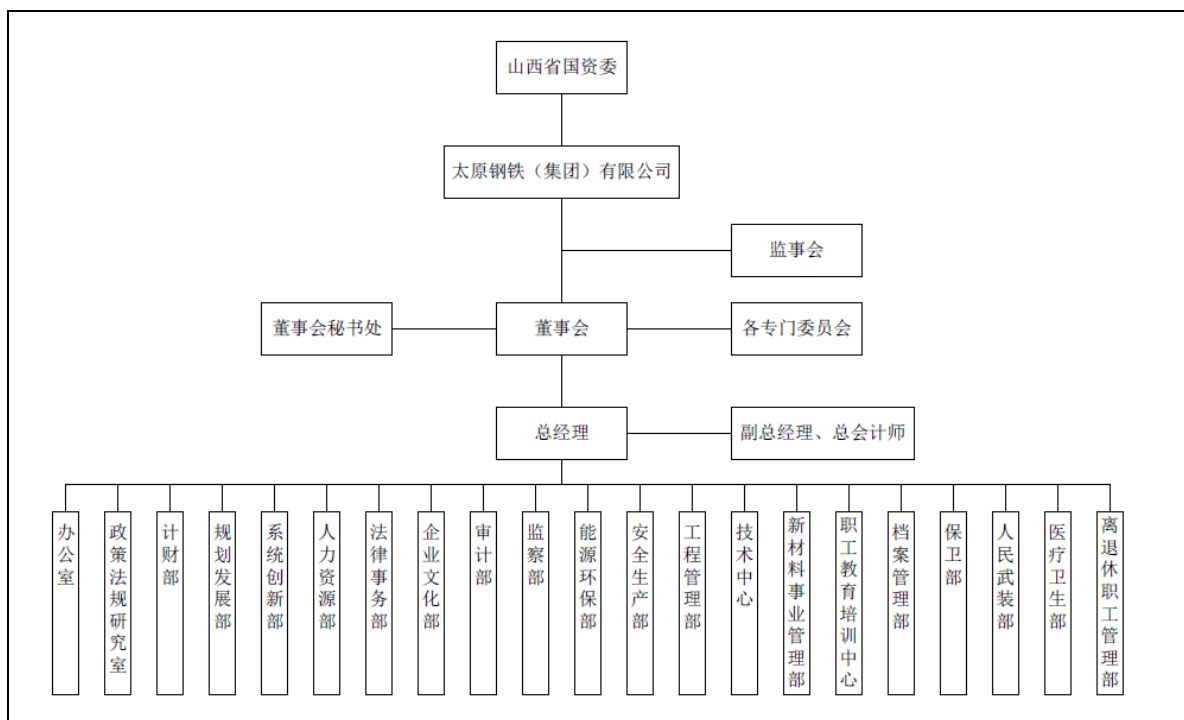 山西省国资委
太原钢铁（集团）有限公司
监事会
董事会秘书处
董事会
各专门委员会
总经理
副总经理、总会计师
办公室
政策法规研究室
计财部
规划发展部
系统创新部
人力资源部
法律事务部
企业文化部
审计部
监察部
能源环保部
安全生产部
工程管理部
技术中心
新材料事业管理部
职工教育培训中心
档案管理部
保卫部
人民武装部
医疗卫生部
离退休职工管理部